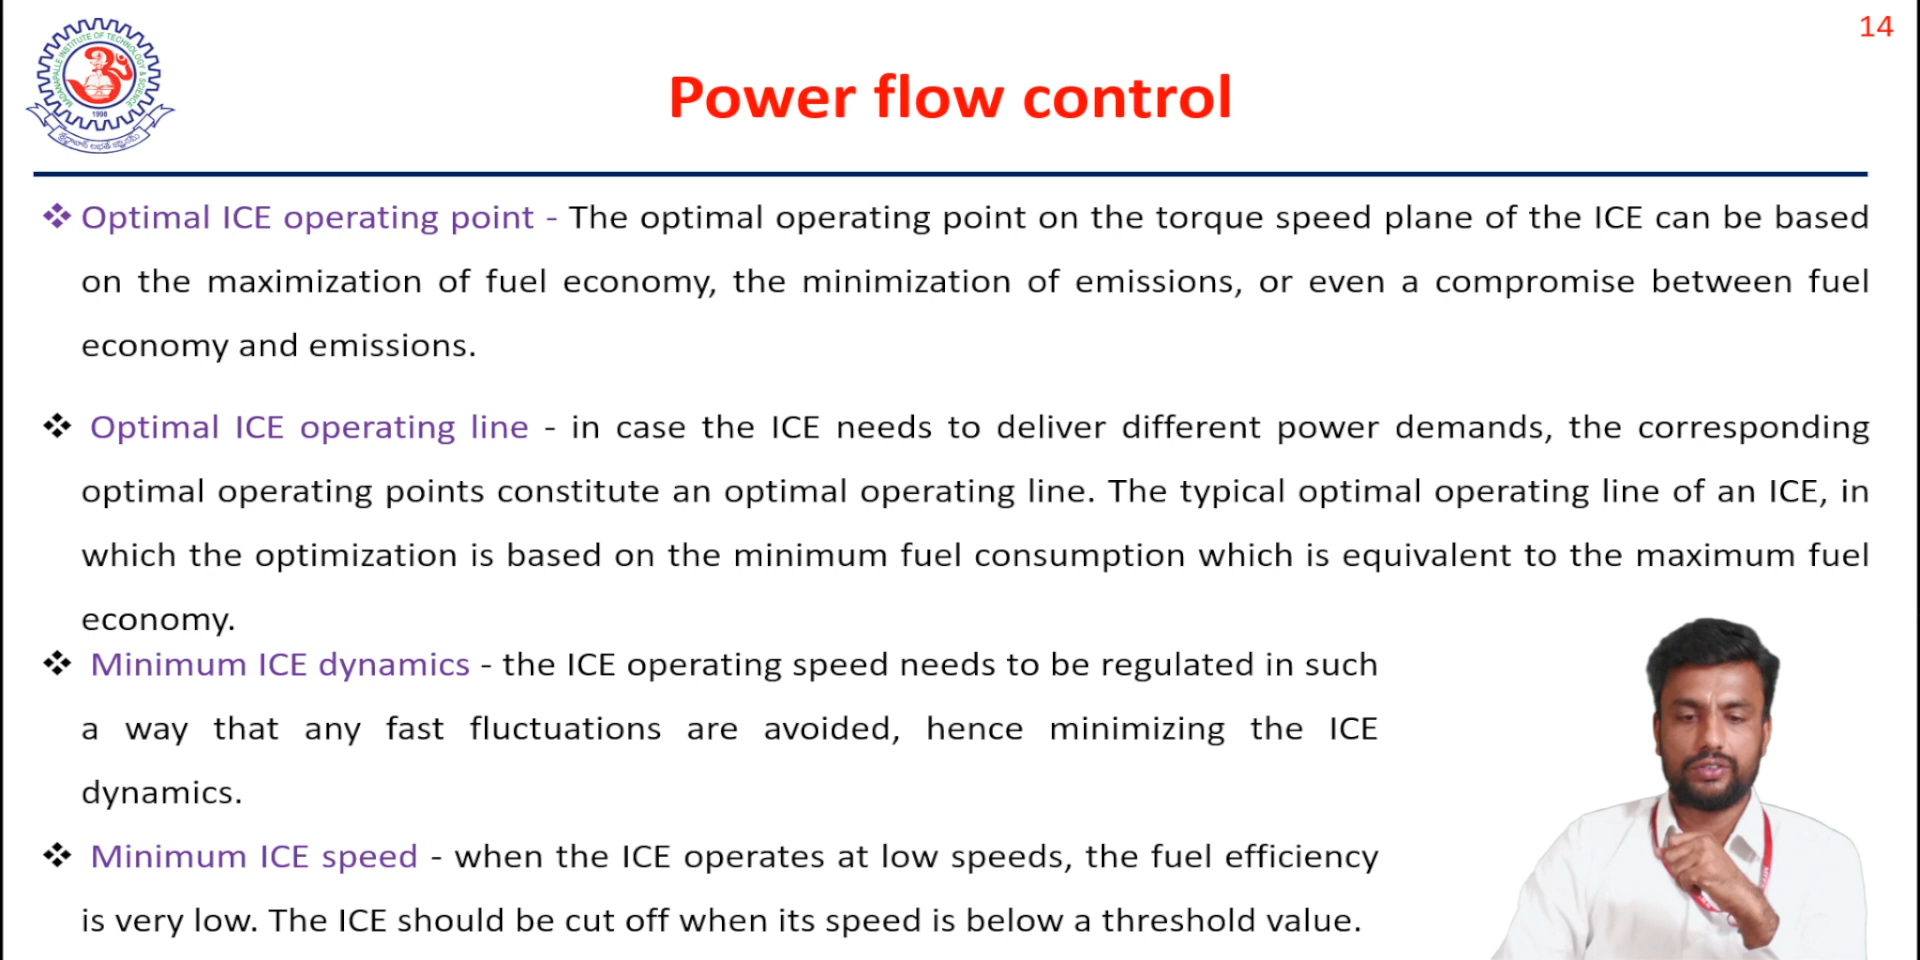 14
MADANAPALLE INSTITUTE OF TECHNOLOGY & SCIENCE
1998
Power flow control
❖ Optimal ICE operating point - The optimal operating point on the torque speed plane of the ICE can be based
on the maximization of fuel economy, the minimization of emissions, or even a compromise between fuel
economy and emissions.
❖ Optimal ICE operating line - in case the ICE needs to deliver different power demands, the corresponding
optimal operating points constitute an optimal operating line. The typical optimal operating line of an ICE, in
which the optimization is based on the minimum fuel consumption which is equivalent to the maximum fuel
economy.
❖ Minimum ICE dynamics - the ICE operating speed needs to be regulated in such
a way that any fast fluctuations are avoided, hence minimizing the ICE
dynamics.
❖ Minimum ICE speed - when the ICE operates at low speeds, the fuel efficiency
is very low. The ICE should be cut off when its speed is below a threshold value.